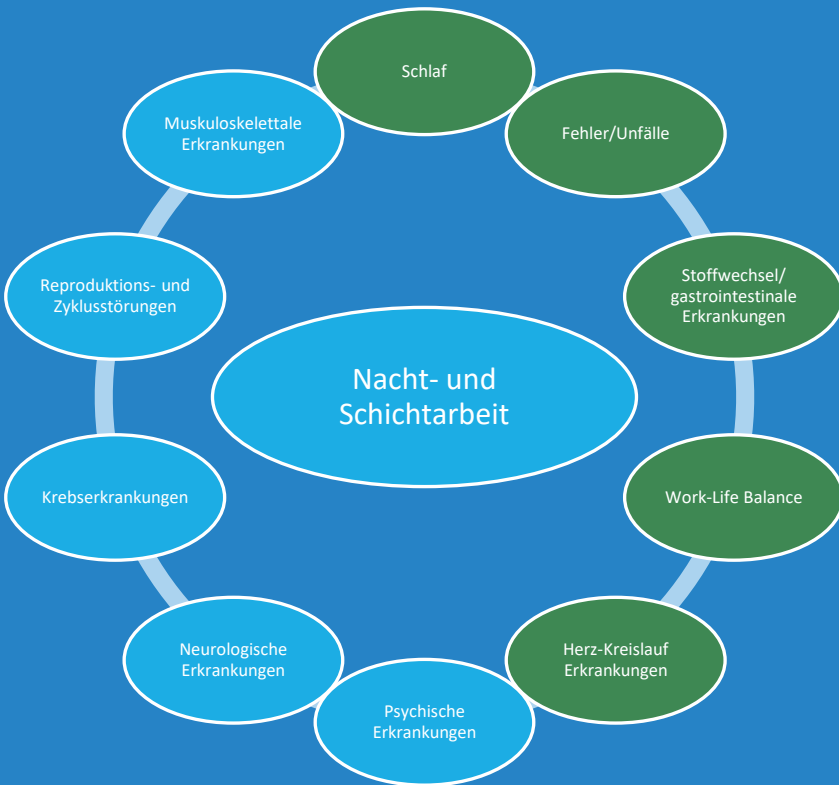 Schlaf
Fehler/Unfälle
Stoffwechsel/
gastrointestinale
Erkrankungen
Work-Life Balance
Herz-Kreislauf
Erkrankungen
Psychische
Erkrankungen
Neurologische
Erkrankungen
Krebserkrankungen
Reproduktions- und
Zyklusstörungen
Muskuloskelettale
Erkrankungen
Nacht- und
Schichtarbeit